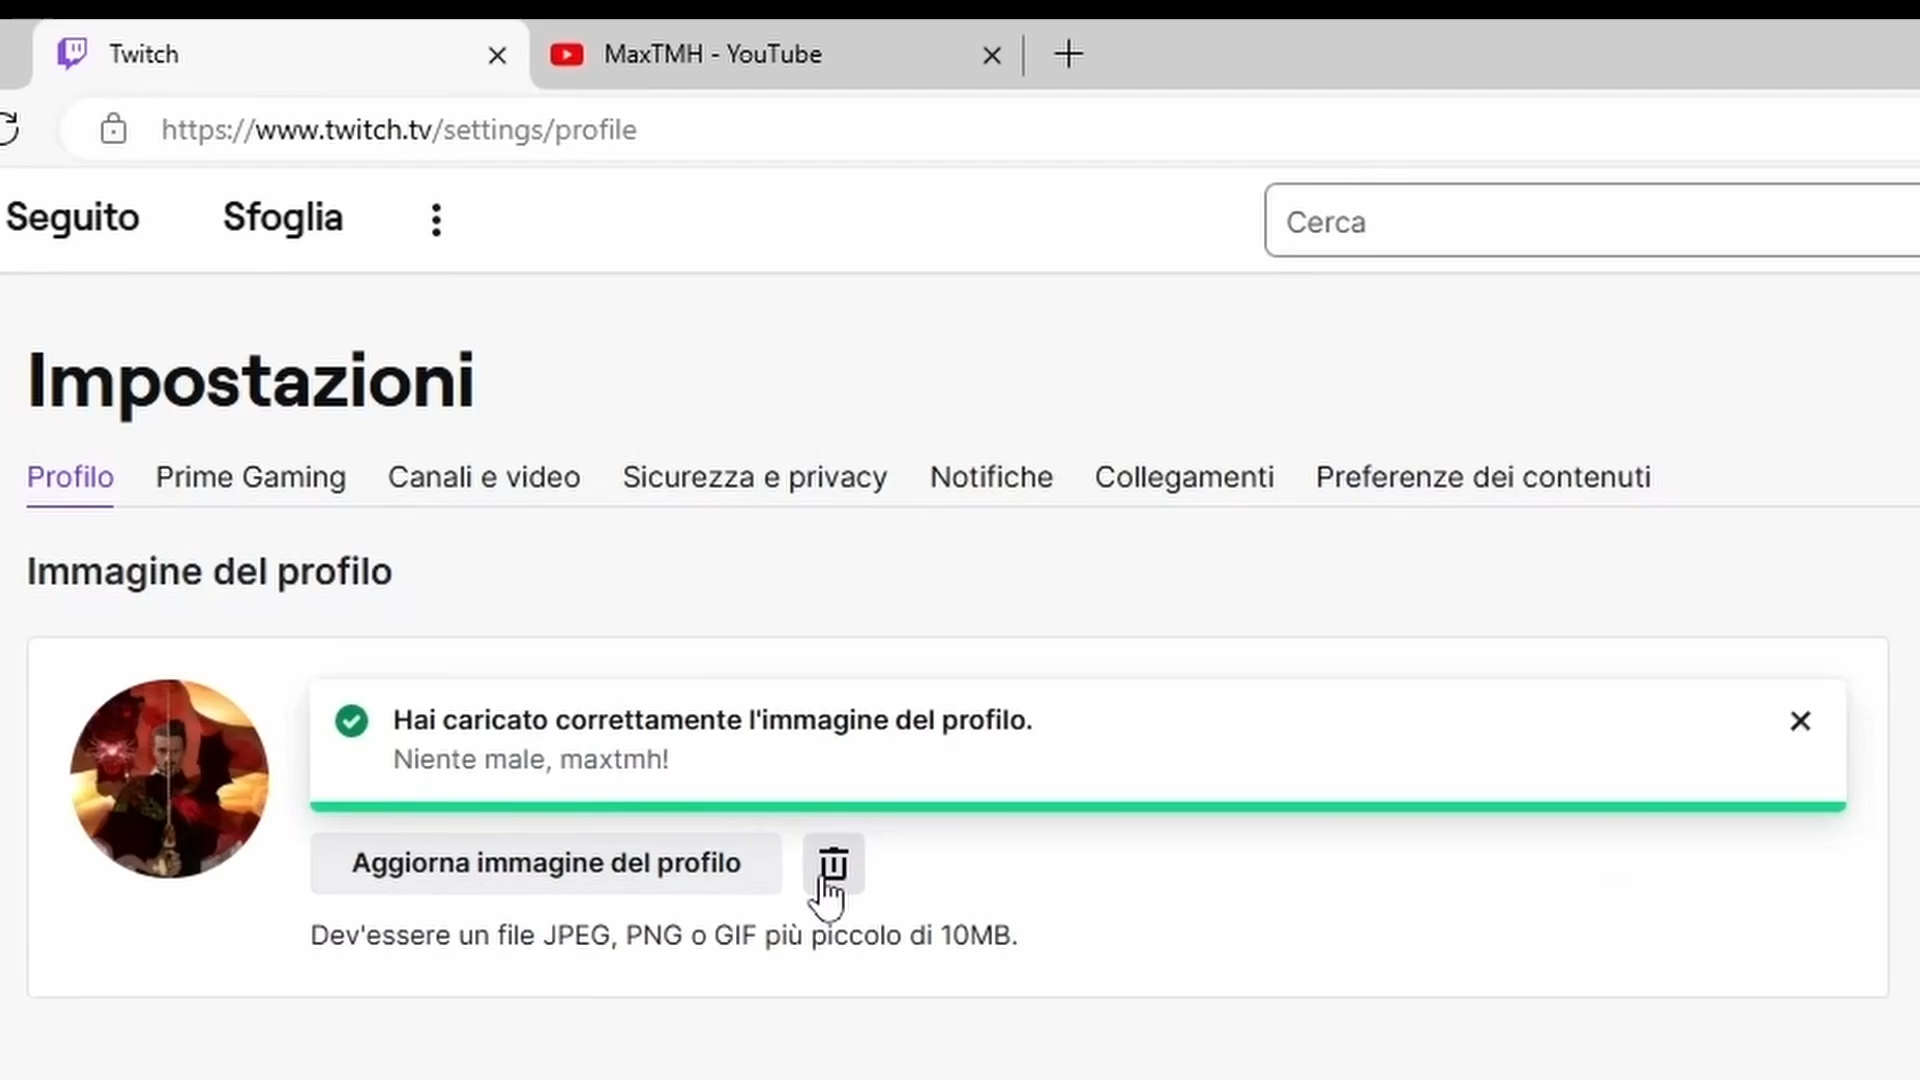 Twitch
MaxTMH - YouTube
https://www.twitch.tv/settings/profile
Seguito
Sfoglia
Cerca
Impostazioni
Profilo
Prime Gaming
Canali e video
Sicurezza e privacy
Notifiche
Collegamenti
Preferenze dei contenuti
Immagine del profilo
Hai caricato correttamente l'immagine del profilo.
Niente male, maxtmh!
Aggiorna immagine del profilo
Dev'essere un file JPEG, PNG o GIF più piccolo di 10MB.